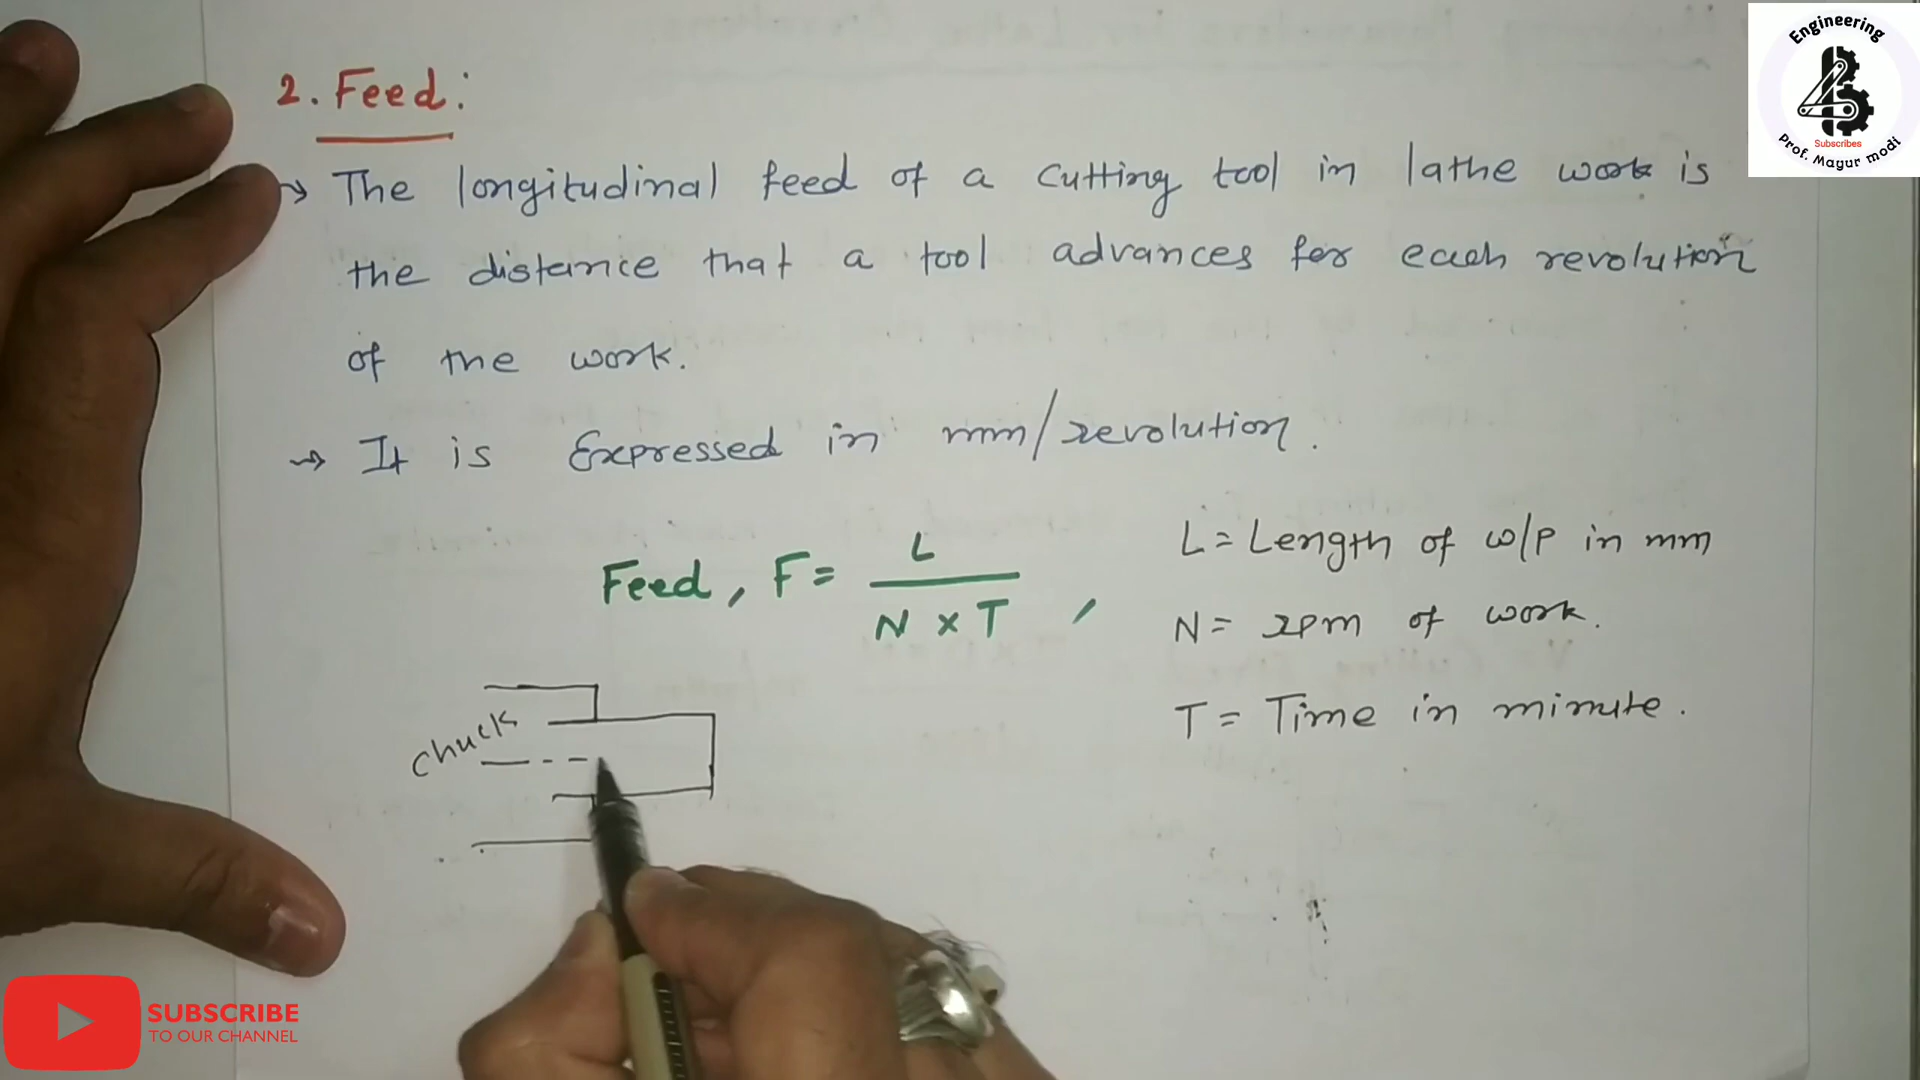 2. Feed:
→ The longitudinal feed of a cutting tool in lathe work is
the distance that a tool advances for each revolution
of the work.
→ It is Expressed in mm/revolution.
Feed, F = L / N × T ,
L = Length of w/p in mm
N = rpm of work.
T = Time in minute.
chuck
Engineering
Subscribes
Prof. Mayur modi
SUBSCRIBE
TO OUR CHANNEL